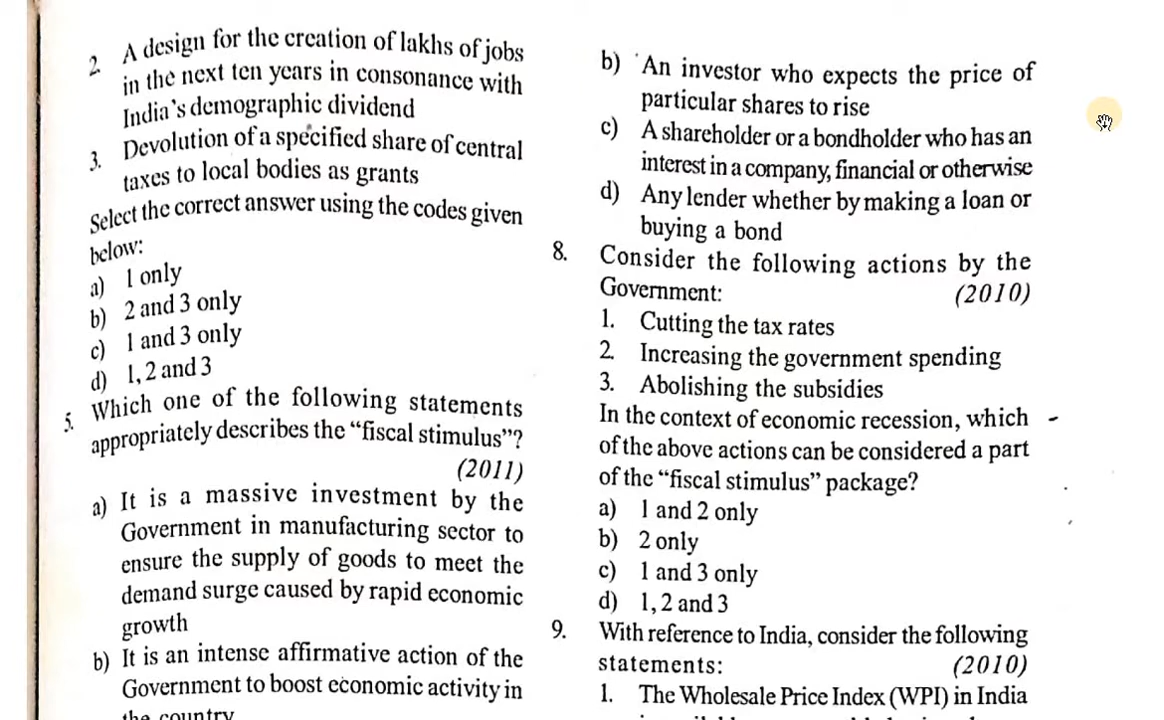 2. A design for the creation of lakhs of jobs
in the next ten years in consonance with
India's demographic dividend
3. Devolution of a specified share of central
taxes to local bodies as grants
Select the correct answer using the codes given
below:
a) 1 only
b) 2 and 3 only
c) 1 and 3 only
d) 1, 2 and 3
5. Which one of the following statements
appropriately describes the “fiscal stimulus”?
(2011)
a) It is a massive investment by the
Government in manufacturing sector to
ensure the supply of goods to meet the
demand surge caused by rapid economic
growth
b) It is an intense affirmative action of the
Government to boost economic activity in
the country
b) An investor who expects the price of
particular shares to rise
c) A shareholder or a bondholder who has an
interest in a company, financial or otherwise
d) Any lender whether by making a loan or
buying a bond
8. Consider the following actions by the
Government: (2010)
1. Cutting the tax rates
2. Increasing the government spending
3. Abolishing the subsidies
In the context of economic recession, which
of the above actions can be considered a part
of the “fiscal stimulus” package?
a) 1 and 2 only
b) 2 only
c) 1 and 3 only
d) 1, 2 and 3
9. With reference to India, consider the following
statements: (2010)
1. The Wholesale Price Index (WPI) in India